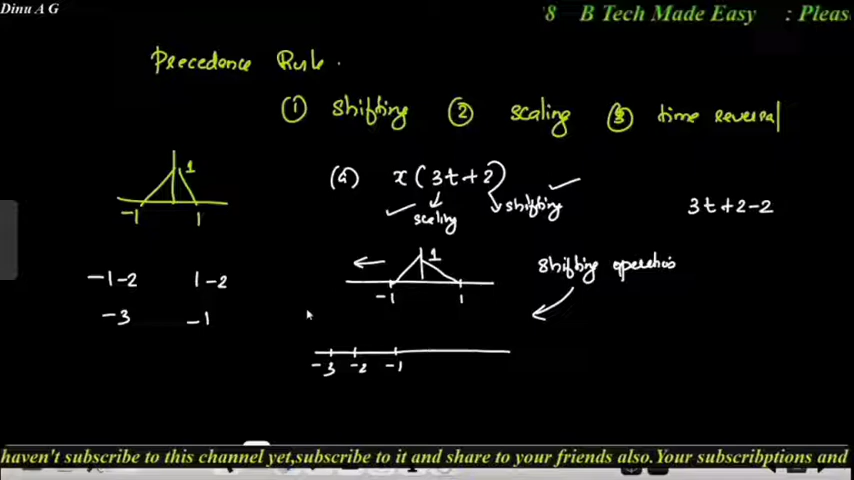 Dinu A G
'8 B Tech Made Easy : Pleas
Precedence Rule.
① shifting ② scaling ③ time reversal
1
-1 1
(a) x(3t+2)
scaling
shifting
3t+2-2
1
-1 1
shifting operation
-1-2 1-2
-3 -1
-3 -2 -1
haven't subscribe to this channel yet,subscribe to it and share to your friends also.Your subscribptions and